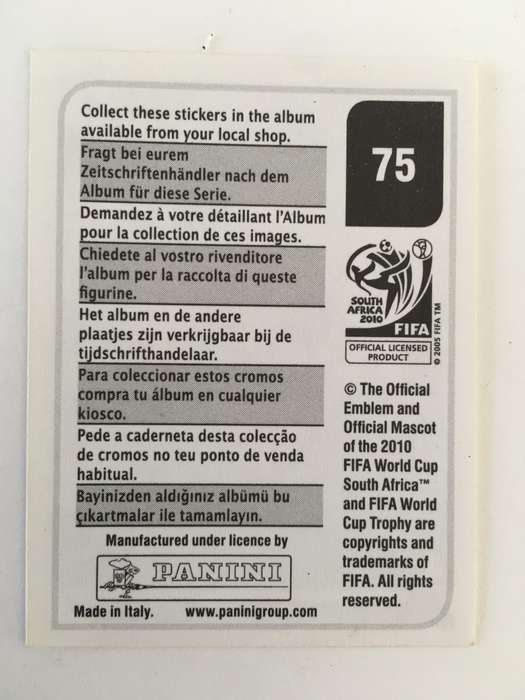 Collect these stickers in the album
available from your local shop.
Fragt bei eurem
Zeitschriftenhändler nach dem
Album für diese Serie.
Demandez à votre détaillant l'Album
pour la collection de ces images.
Chiedete al vostro rivenditore
l'album per la raccolta di queste
figurine.
Het album en de andere
plaatjes zijn verkrijgbaar bij de
tijdschrifthandelaar.
Para coleccionar estos cromos
compra tu álbum en cualquier
kiosco.
Pede a caderneta desta colecção
de cromos no teu ponto de venda
habitual.
Bayinizden aldığınız albümü bu
çıkartmalar ile tamamlayın.
Manufactured under licence by
PANINI
Made in Italy. www.paninigroup.com
75
SOUTH
AFRICA
2010
FIFA
OFFICIAL LICENSED
PRODUCT
© 2005 FIFA TM
© The Official
Emblem and
Official Mascot
of the 2010
FIFA World Cup
South Africa™
and FIFA World
Cup Trophy are
copyrights and
trademarks of
FIFA. All rights
reserved.